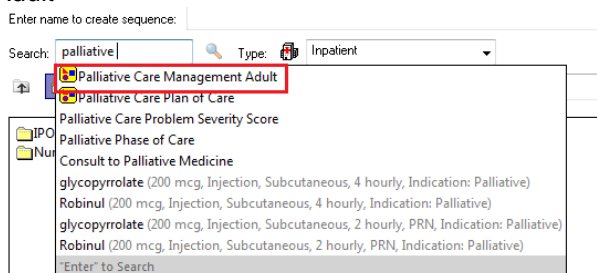 Enter name to create sequence:
Search: palliative Type: Inpatient
Palliative Care Management Adult
Palliative Care Plan of Care
Palliative Care Problem Severity Score
IPO
Palliative Phase of Care
Nur
Consult to Palliative Medicine
glycopyrrolate (200 mcg, Injection, Subcutaneous, 4 hourly, Indication: Palliative)
Robinul (200 mcg, Injection, Subcutaneous, 4 hourly, Indication: Palliative)
glycopyrrolate (200 mcg, Injection, Subcutaneous, 2 hourly, PRN, Indication: Palliative)
Robinul (200 mcg, Injection, Subcutaneous, 2 hourly, PRN, Indication: Palliative)
"Enter" to Search